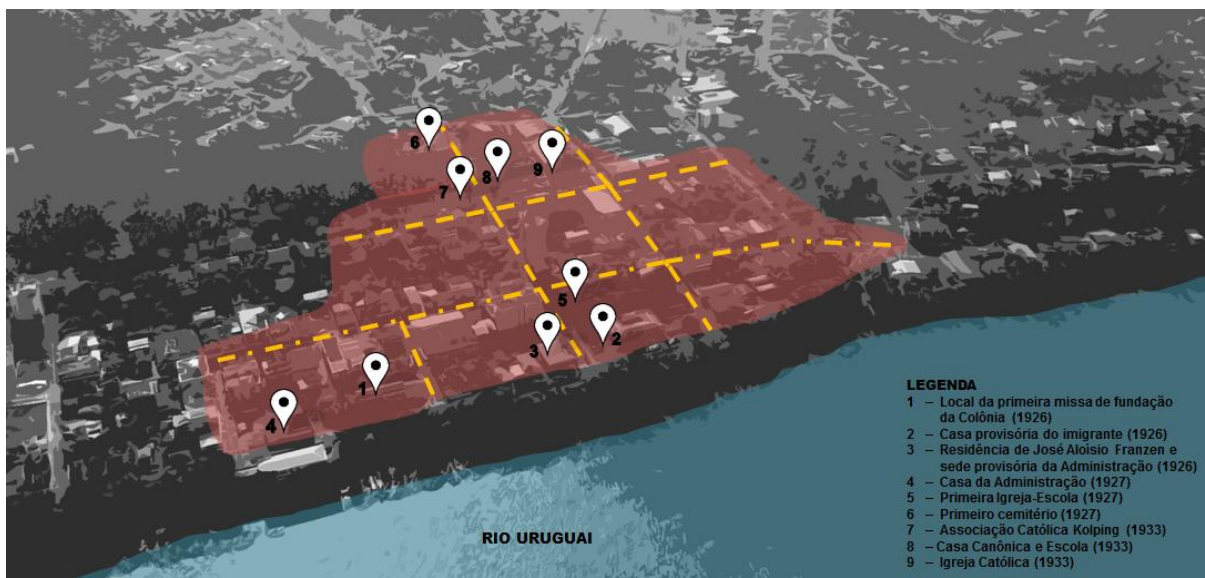 6
9
8
7
5
2
3
1
4
RIO URUGUAI
LEGENDA
1 – Local da primeira missa de fundação
da Colônia (1926)
2 – Casa provisória do imigrante (1926)
3 – Residência de José Aloísio Franzen e
sede provisória da Administração (1926)
4 – Casa da Administração (1927)
5 – Primeira Igreja-Escola (1927)
6 – Primeiro cemitério (1927)
7 – Associação Católica Kolping (1933)
8 – Casa Canônica e Escola (1933)
9 – Igreja Católica (1933)